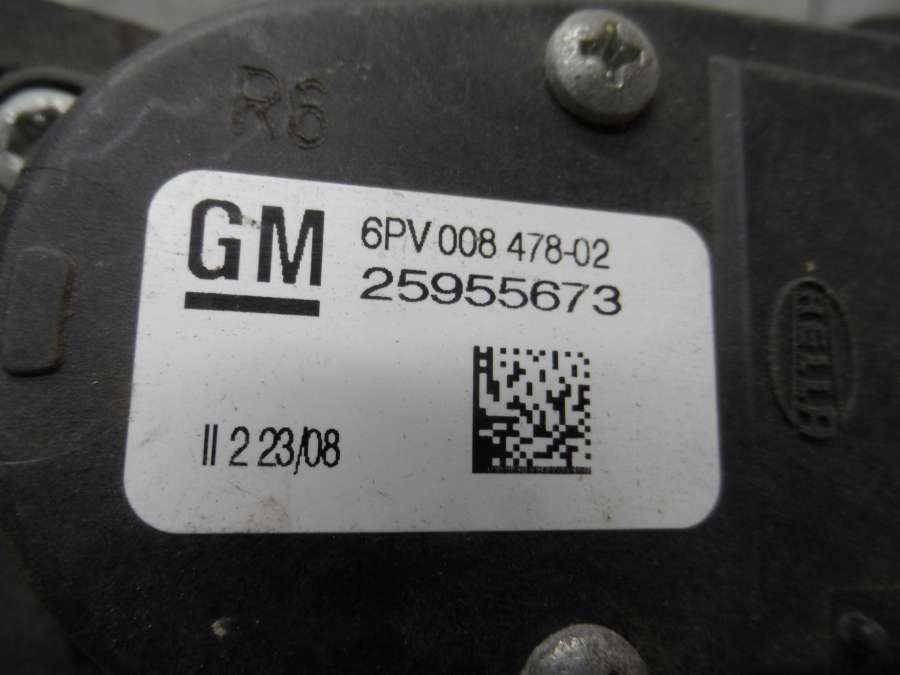 R6
GM
6PV 008 478-02
25955673
II 2 23/08
HELLA